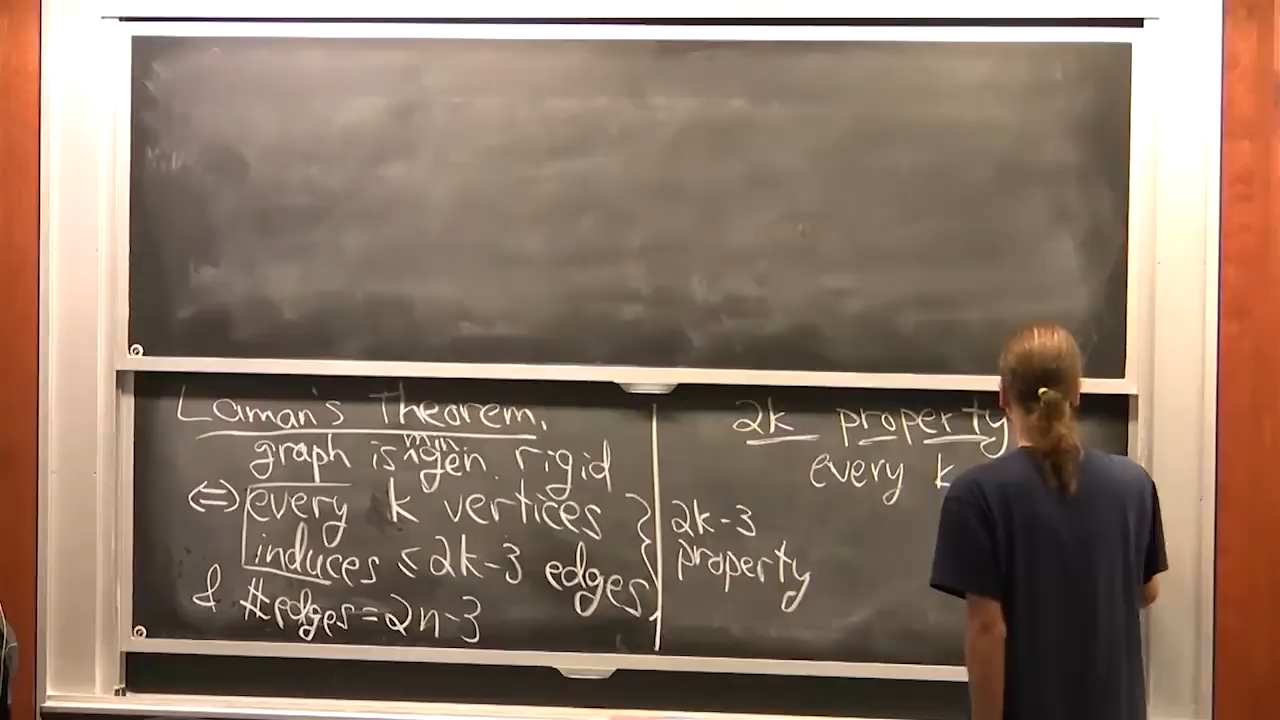 Laman's Theorem.
graph is min gen. rigid
⇔ every k vertices
induces ≤ 2k-3 edges
& #edges = 2n-3
2k-3
property
2k property
every k